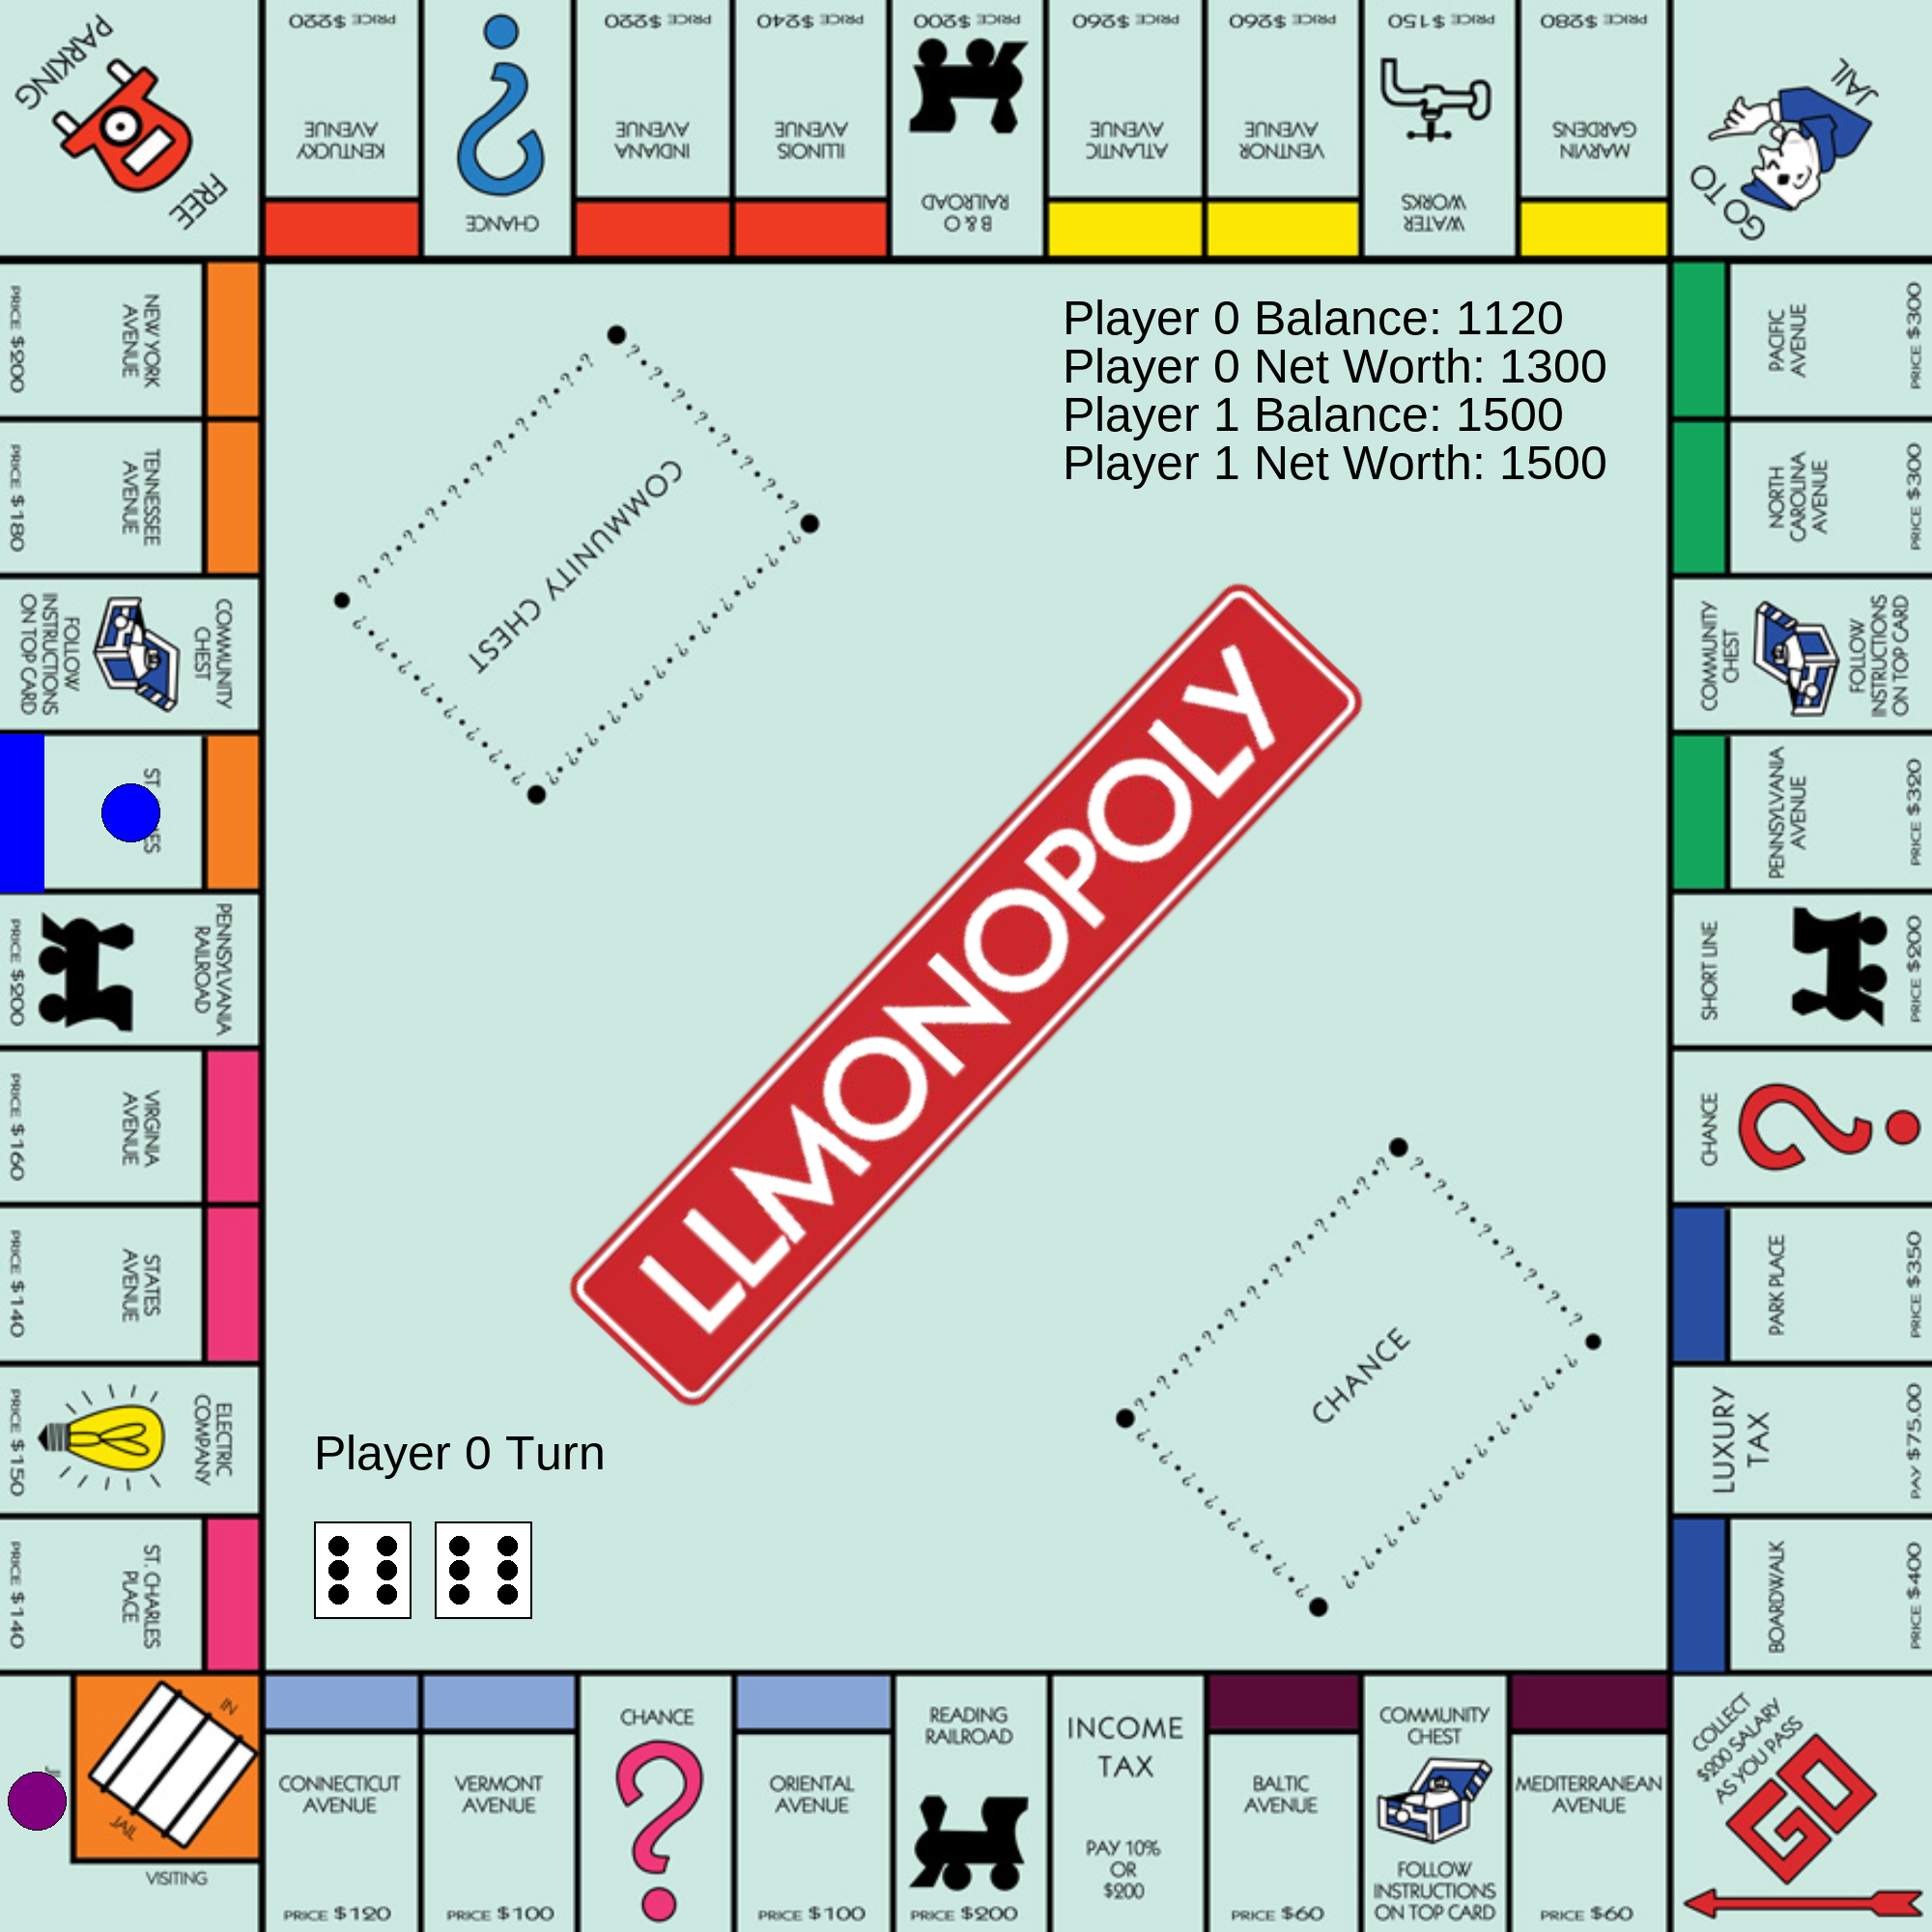 FREE
PARKING
KENTUCKY
AVENUE
PRICE $220
CHANCE
INDIANA
AVENUE
PRICE $220
ILLINOIS
AVENUE
PRICE $240
B & O
RAILROAD
PRICE $200
ATLANTIC
AVENUE
PRICE $260
VENTNOR
AVENUE
PRICE $260
WATER
WORKS
PRICE $150
MARVIN
GARDENS
PRICE $280
GO TO
JAIL
NEW YORK
AVENUE
PRICE $200
TENNESSEE
AVENUE
PRICE $180
COMMUNITY
CHEST
FOLLOW
INSTRUCTIONS
ON TOP CARD
ST.
PENNSYLVANIA
RAILROAD
PRICE $200
VIRGINIA
AVENUE
PRICE $160
STATES
AVENUE
PRICE $140
ELECTRIC
COMPANY
PRICE $150
ST. CHARLES
PLACE
PRICE $140
Player 0 Balance: 1120
Player 0 Net Worth: 1300
Player 1 Balance: 1500
Player 1 Net Worth: 1500
COMMUNITY CHEST
LLMONOPOLY
CHANCE
Player 0 Turn
PACIFIC
AVENUE
PRICE $300
NORTH
CAROLINA
AVENUE
PRICE $300
COMMUNITY
CHEST
FOLLOW
INSTRUCTIONS
ON TOP CARD
PENNSYLVANIA
AVENUE
PRICE $320
SHORT LINE
PRICE $200
CHANCE
PARK PLACE
PRICE $350
LUXURY
TAX
PAY $75.00
BOARDWALK
PRICE $400
IN
JAIL
VISITING
CONNECTICUT
AVENUE
PRICE $120
VERMONT
AVENUE
PRICE $100
CHANCE
ORIENTAL
AVENUE
PRICE $100
READING
RAILROAD
PRICE $200
INCOME
TAX
PAY 10%
OR
$200
BALTIC
AVENUE
PRICE $60
COMMUNITY
CHEST
FOLLOW
INSTRUCTIONS
ON TOP CARD
MEDITERRANEAN
AVENUE
PRICE $60
COLLECT
$200 SALARY
AS YOU PASS
GO